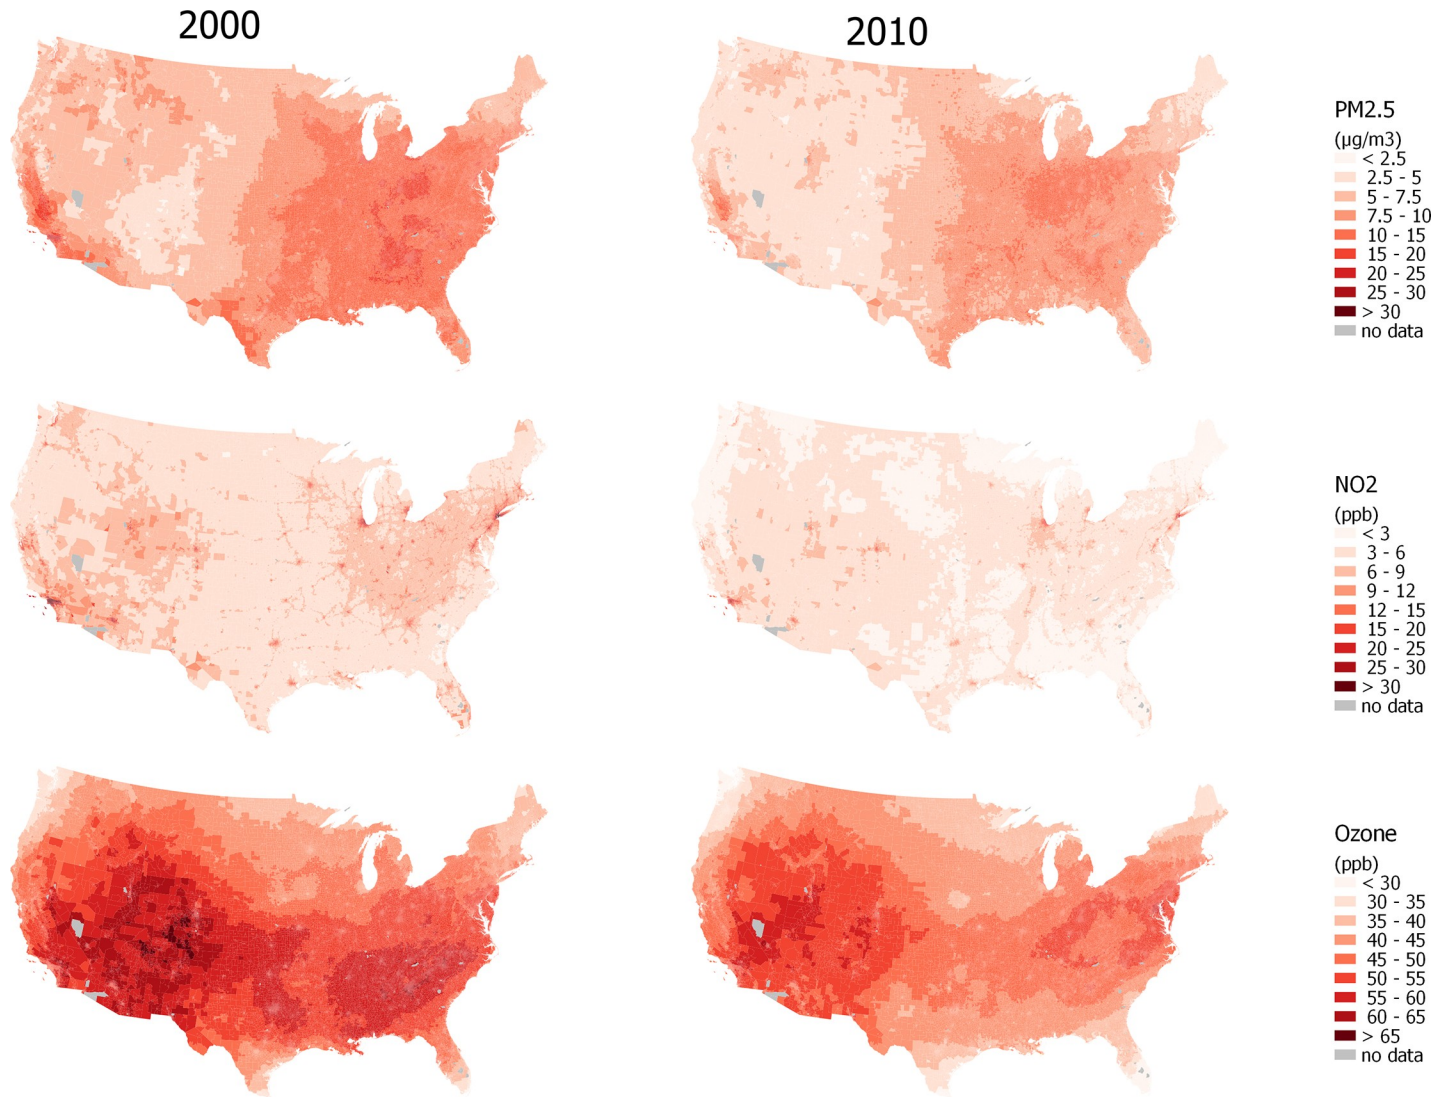 2000
2010
PM2.5
(µg/m3)
< 2.5
2.5 - 5
5 - 7.5
7.5 - 10
10 - 15
15 - 20
20 - 25
25 - 30
> 30
no data
NO2
(ppb)
< 3
3 - 6
6 - 9
9 - 12
12 - 15
15 - 20
20 - 25
25 - 30
> 30
no data
Ozone
(ppb)
< 30
30 - 35
35 - 40
40 - 45
45 - 50
50 - 55
55 - 60
60 - 65
> 65
no data